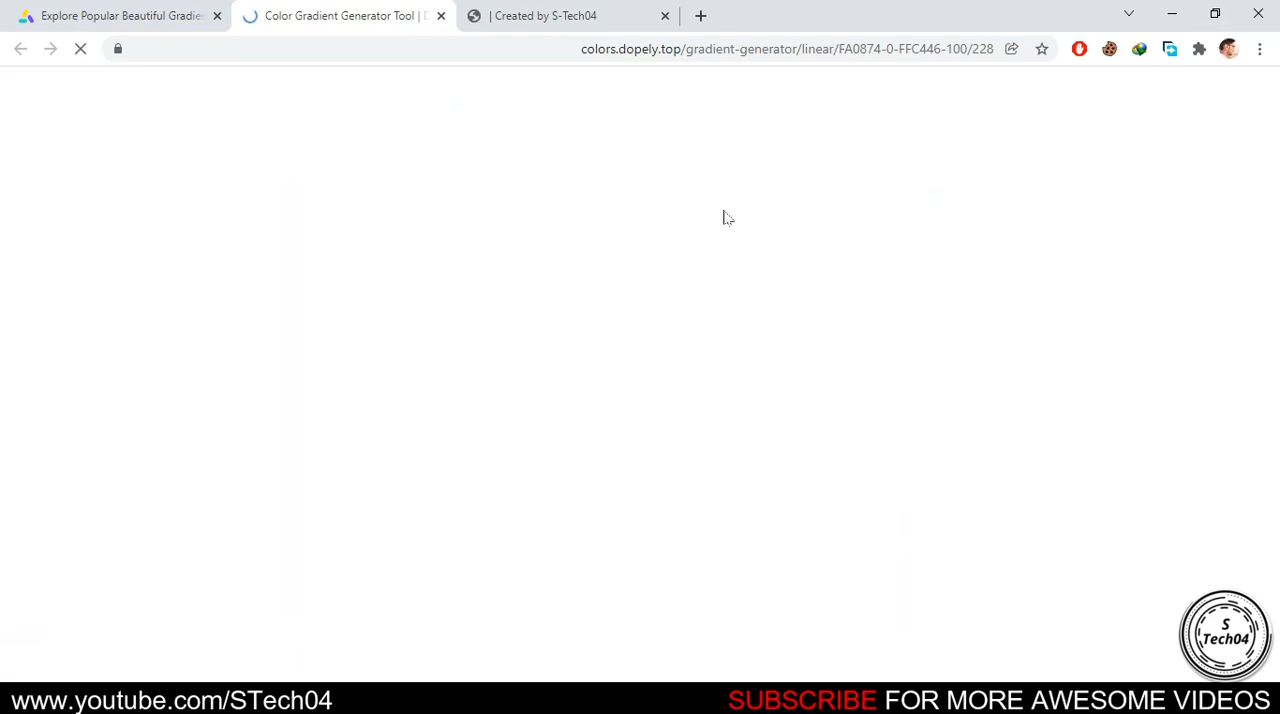 Explore Popular Beautiful Gradie
Color Gradient Generator Tool | D
| Created by S-Tech04
colors.dopely.top/gradient-generator/linear/FA0874-0-FFC446-100/228
S
Tech04
www.youtube.com/STech04
SUBSCRIBE FOR MORE AWESOME VIDEOS